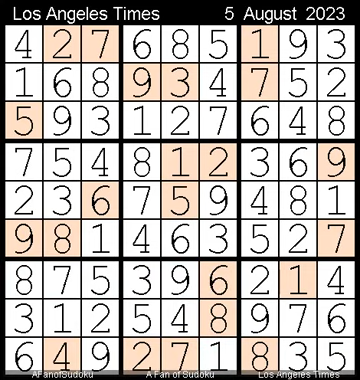 Los Angeles Times 5 August 2023
4 2 7 6 8 5 1 9 3
1 6 8 9 3 4 7 5 2
5 9 3 1 2 7 6 4 8
7 5 4 8 1 2 3 6 9
2 3 6 7 5 9 4 8 1
9 8 1 4 6 3 5 2 7
8 7 5 3 9 6 2 1 4
3 1 2 5 4 8 9 7 6
6 4 9 2 7 1 8 3 5
AFanofSudoku A Fan of Sudoku Los Angeles Times